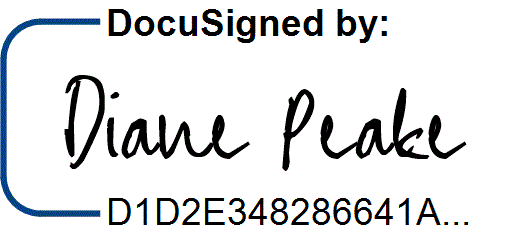 DocuSigned by:
Diane Peake
D1D2E348286641A...